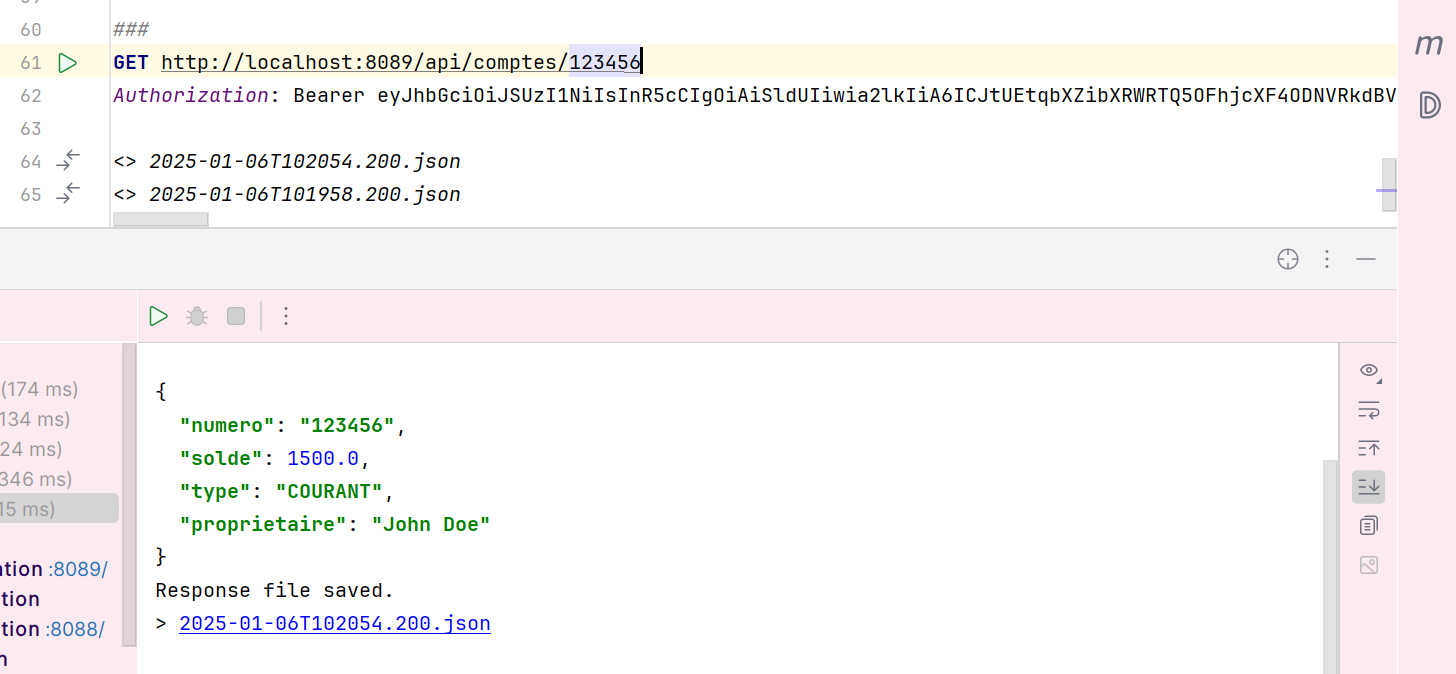 60 ###
61 GET http://localhost:8089/api/comptes/123456
62 Authorization: Bearer eyJhbGciOiJSUzI1NiIsInR5cCIgOiAiSldUIiwia2lkIiA6ICJtUEtqbXZibXRWRTQ5OFhjcXF4ODNVRkdBV
63
64 <> 2025-01-06T102054.200.json
65 <> 2025-01-06T101958.200.json
m
D
(174 ms)
134 ms)
24 ms)
346 ms)
15 ms)
ation :8089/
tion
tion :8088/
n
{
"numero": "123456",
"solde": 1500.0,
"type": "COURANT",
"proprietaire": "John Doe"
}
Response file saved.
> 2025-01-06T102054.200.json